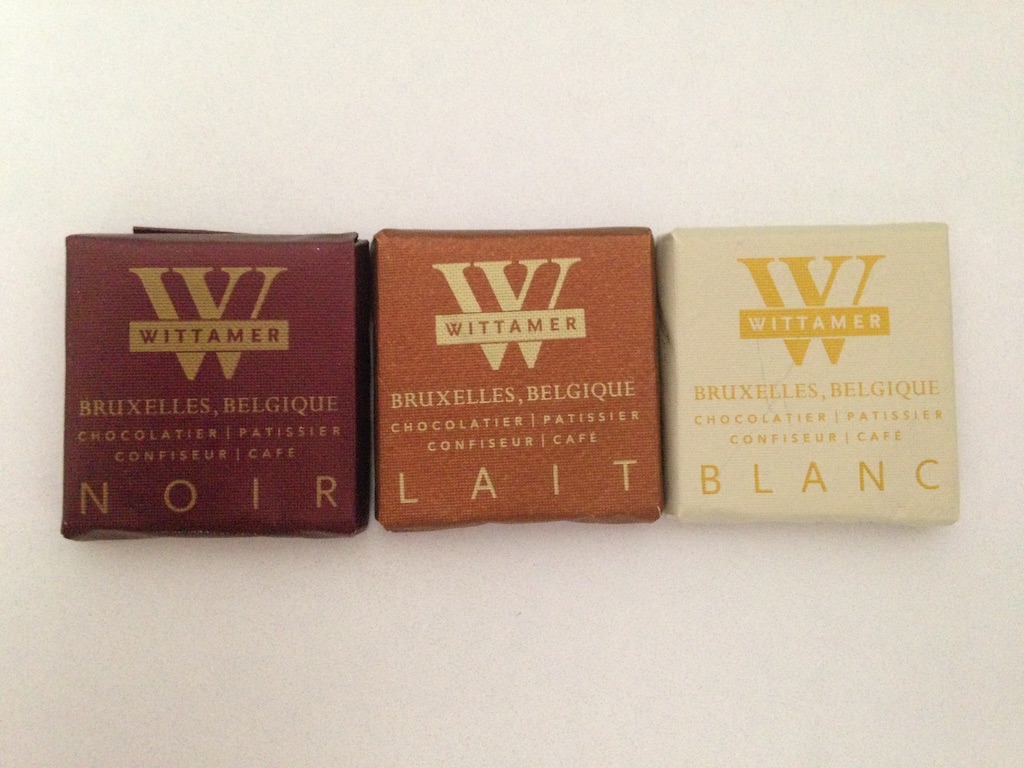 W
WITTAMER
BRUXELLES, BELGIQUE
CHOCOLATIER | PATISSIER
CONFISEUR | CAFÉ
NOIR
W
WITTAMER
BRUXELLES, BELGIQUE
CHOCOLATIER | PATISSIER
CONFISEUR | CAFÉ
LAIT
W
WITTAMER
BRUXELLES, BELGIQUE
CHOCOLATIER | PATISSIER
CONFISEUR | CAFÉ
BLANC